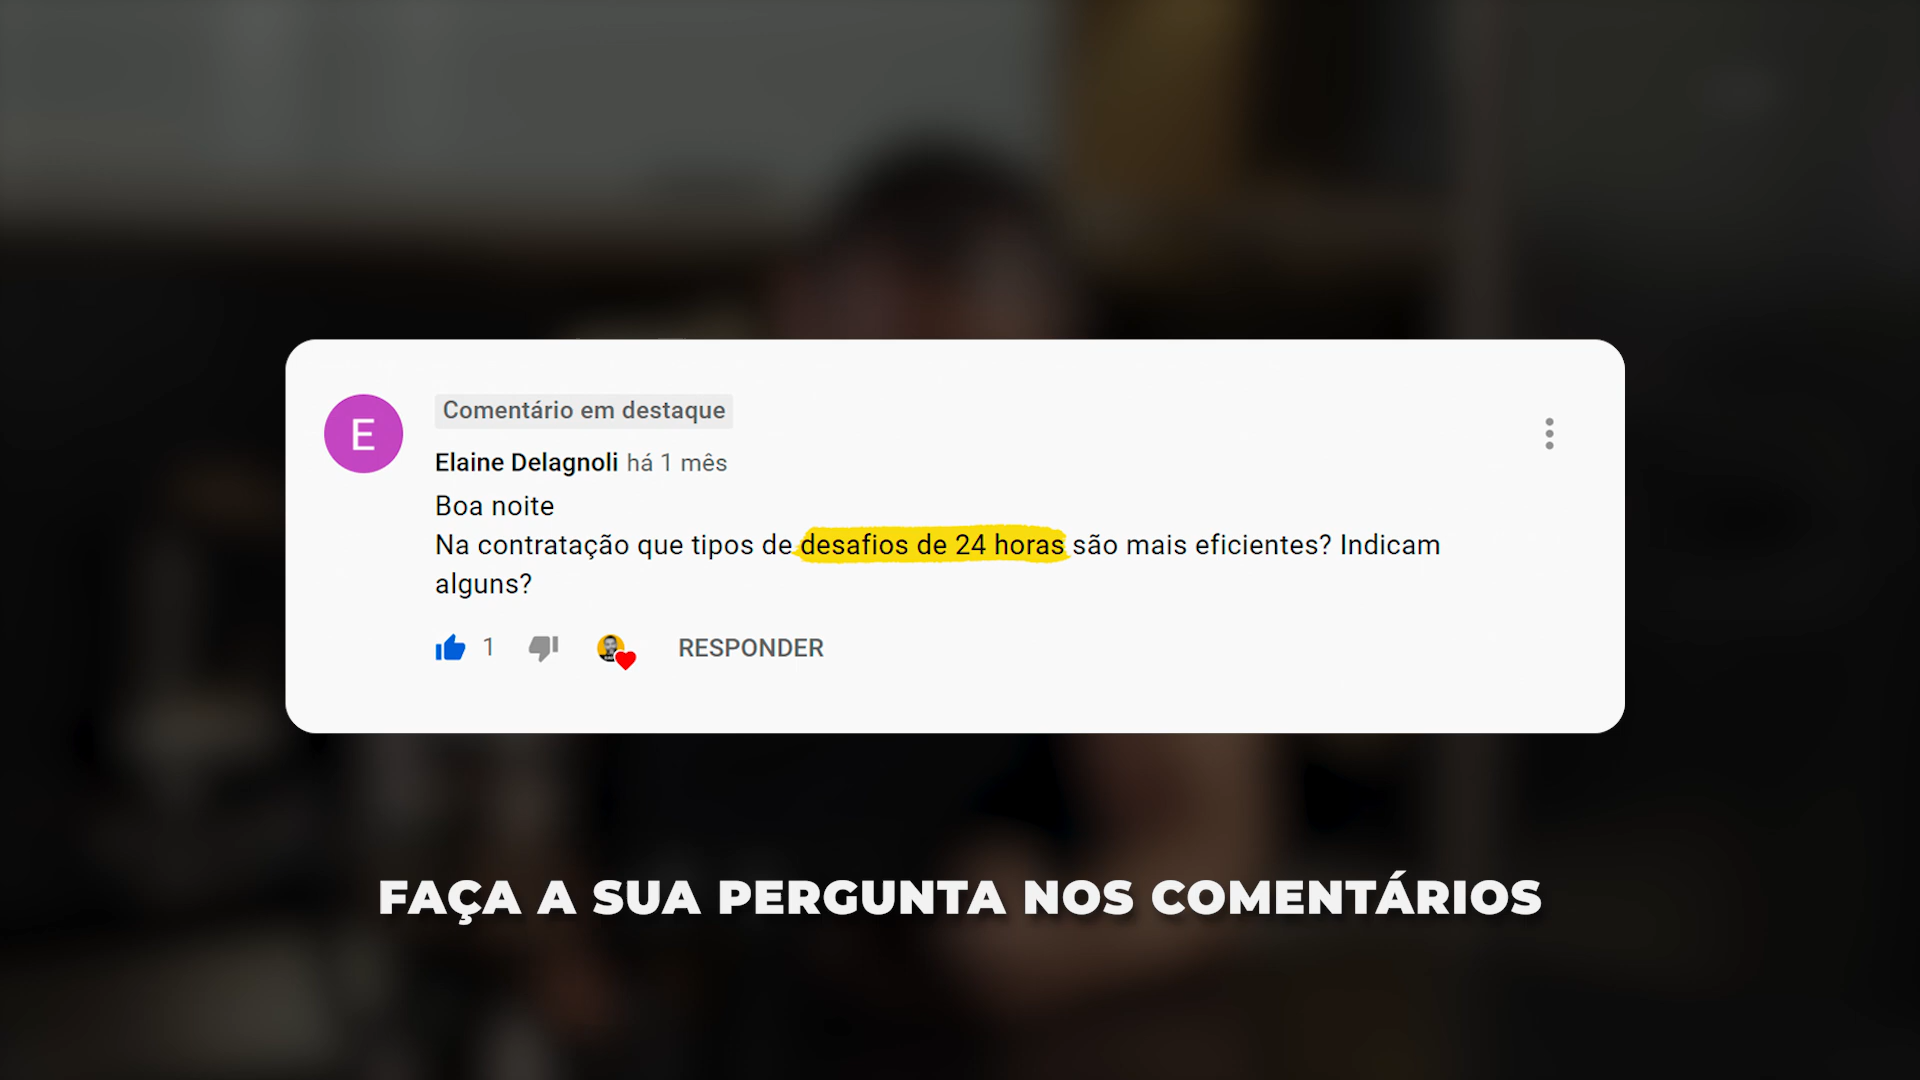 E
Comentário em destaque
Elaine Delagnoli há 1 mês
Boa noite
Na contratação que tipos de desafios de 24 horas são mais eficientes? Indicam
alguns?
1 RESPONDER
FAÇA A SUA PERGUNTA NOS COMENTÁRIOS